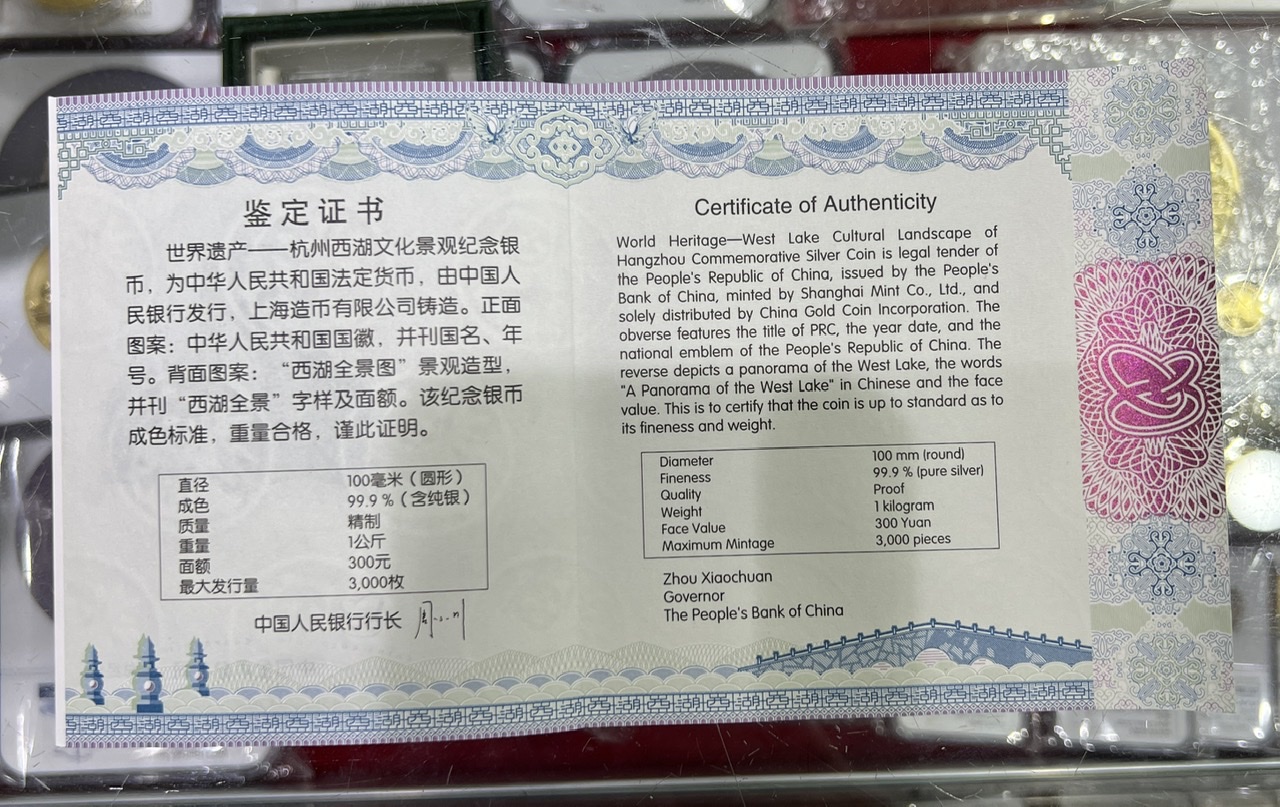 鉴定证书
世界遗产——杭州西湖文化景观纪念银
币，为中华人民共和国法定货币，由中国人
民银行发行，上海造币有限公司铸造。正面
图案：中华人民共和国国徽，并刊国名、年
号。背面图案：“西湖全景图”景观造型，
并刊“西湖全景”字样及面额。该纪念银币
成色标准，重量合格，谨此证明。
直径 100毫米（圆形）
成色 99.9％（含纯银）
质量 精制
重量 1公斤
面额 300元
最大发行量 3,000枚
中国人民银行行长
Certificate of Authenticity
World Heritage—West Lake Cultural Landscape of
Hangzhou Commemorative Silver Coin is legal tender of
the People's Republic of China, issued by the People's
Bank of China, minted by Shanghai Mint Co., Ltd., and
solely distributed by China Gold Coin Incorporation. The
obverse features the title of PRC, the year date, and the
national emblem of the People's Republic of China. The
reverse depicts a panorama of the West Lake, the words
"A Panorama of the West Lake" in Chinese and the face
value. This is to certify that the coin is up to standard as to
its fineness and weight.
Diameter 100 mm (round)
Fineness 99.9 % (pure silver)
Quality Proof
Weight 1 kilogram
Face Value 300 Yuan
Maximum Mintage 3,000 pieces
Zhou Xiaochuan
Governor
The People's Bank of China